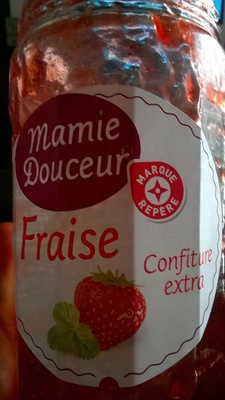 Mamie
Douceur
MARQUE
REPÈRE
Fraise
Confiture
extra